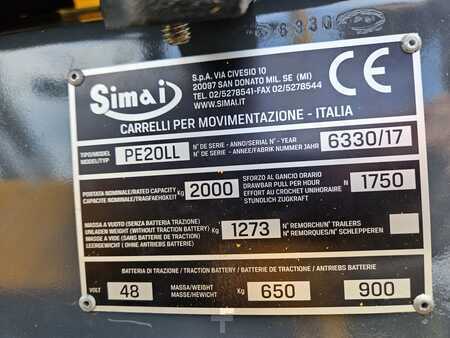 6330
Simai
S.p.A. VIA CIVESIO 10
20097 SAN DONATO MIL. SE (MI)
TEL. 02/5278541- FAX. 02/5278544
WWW.SIMAI.IT
CE
CARRELLI PER MOVIMENTAZIONE - ITALIA
TIPO/MODEL
MODEL/TYP
PE20LL
N° DE SERIE - ANNO/SERIAL N° - YEAR
N° DE SERIE - ANNEE/FABRIK NUMMER JAHR
6330/17
PORTATA NOMINALE/RATED CAPACITY
CAPACITE NOMINALE/TRAGFAEHIGKEIT
Kg
2000
SFORZO AL GANCIO ORARIO
DRAWBAR PULL PER HOUR
EFFORT AU CROCHET UNIHORAIRE
STUNDLICH ZUGKRAFT
N
1750
MASSA A VUOTO (SENZA BATTERIA TRAZIONE)
UNLADEN WEIGHT (WITHOUT TRACTION BATTERY)
MASSE A VIDE (SANS BATTERIE DE TRACTION)
LEERGEWICHT ( OHNE ANTRIEBS BATTERIE)
Kg
1273
N° REMORCHI/N° TRAILERS
N° REMORQUES/N° SCHLEPPEREN
BATTERIA DI TRAZIONE / TRACTION BATTERY / BATTERIE DE TRACTION / ANTRIEBS BATTERIE
VOLT
48
MASSA/WEIGHT
MASSE/HEWICHT
Kg
650
900